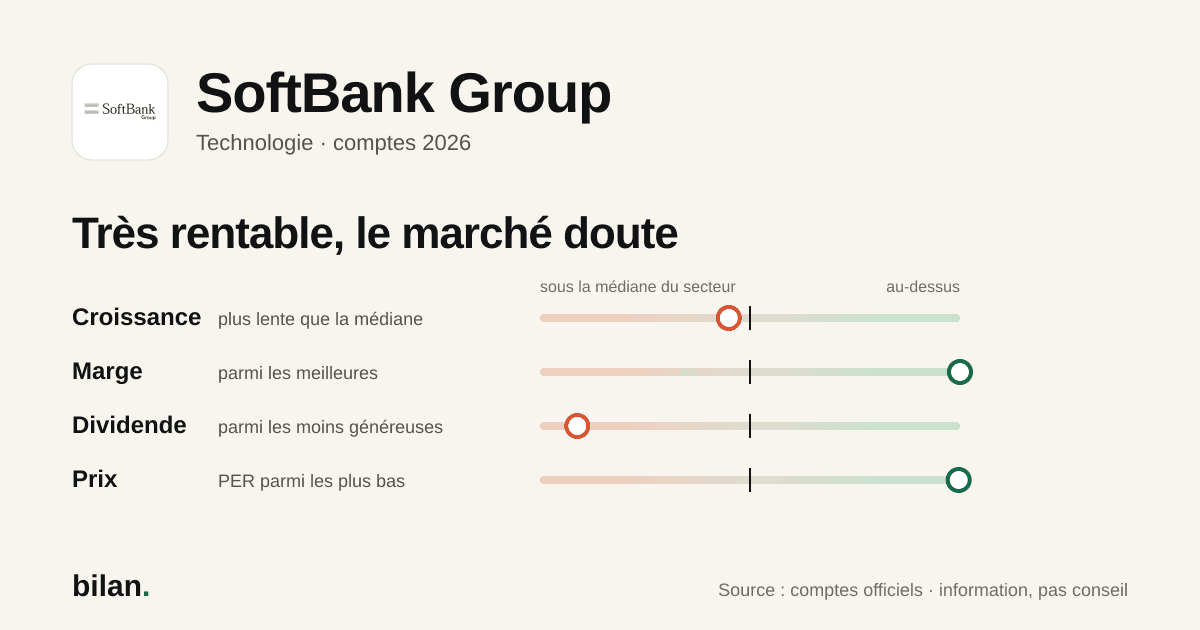 SoftBank
Group
SoftBank Group
Technologie · comptes 2026
Très rentable, le marché doute
sous la médiane du secteur au-dessus
Croissance plus lente que la médiane
Marge parmi les meilleures
Dividende parmi les moins généreuses
Prix PER parmi les plus bas
bilan.
Source : comptes officiels · information, pas conseil